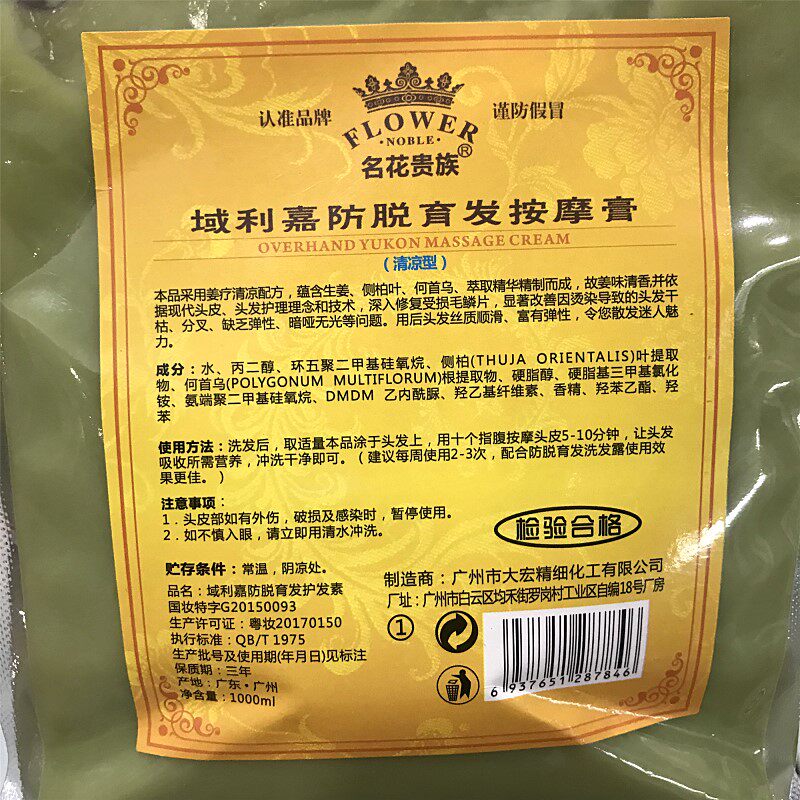 认准品牌
谨防假冒
FLOWER
·NOBLE·
名花贵族®
域利嘉防脱育发按摩膏
OVERHAND YUKON MASSAGE CREAM
(清凉型)
本品采用姜疗清凉配方，蕴含生姜、侧柏叶、何首乌、萃取精华精制而成，故姜味清香并依
据现代头皮、头发护理理念和技术，深入修复受损毛鳞片，显著改善因烫染导致的头发干
枯、分叉、缺乏弹性、暗哑无光等问题。用后头发丝质顺滑、富有弹性，令您散发迷人魅
力。
成分：水、丙二醇、环五聚二甲基硅氧烷、侧柏(THUJA ORIENTALIS)叶提取
物、何首乌(POLYGONUM MULTIFLORUM)根提取物、硬脂醇、硬脂基三甲基氯化
铵、氨端聚二甲基硅氧烷、DMDM 乙内酰脲、羟乙基纤维素、香精、羟苯乙酯、羟
苯
使用方法：洗发后，取适量本品涂于头发上，用十个指腹按摩头皮5-10分钟，让头发
吸收所需营养，冲洗干净即可。（建议每周使用2-3次，配合防脱育发洗发露使用效
果更佳。）
注意事项：
1．头皮部如有外伤，破损及感染时，暂停使用。
2．如不慎入眼，请立即用清水冲洗。
检验合格
贮存条件：常温，阴凉处。
品名：域利嘉防脱育发护发素
国妆特字G20150093
生产许可证：粤妆20170150
执行标准：QB/T 1975
生产批号及使用期(年月日)见标注
保质期：三年
产地：广东·广州
净含量：1000ml
制造商：广州市大宏精细化工有限公司
厂址：广州市白云区均禾街罗岗村工业区自编18号厂房
①
6 937651 287846